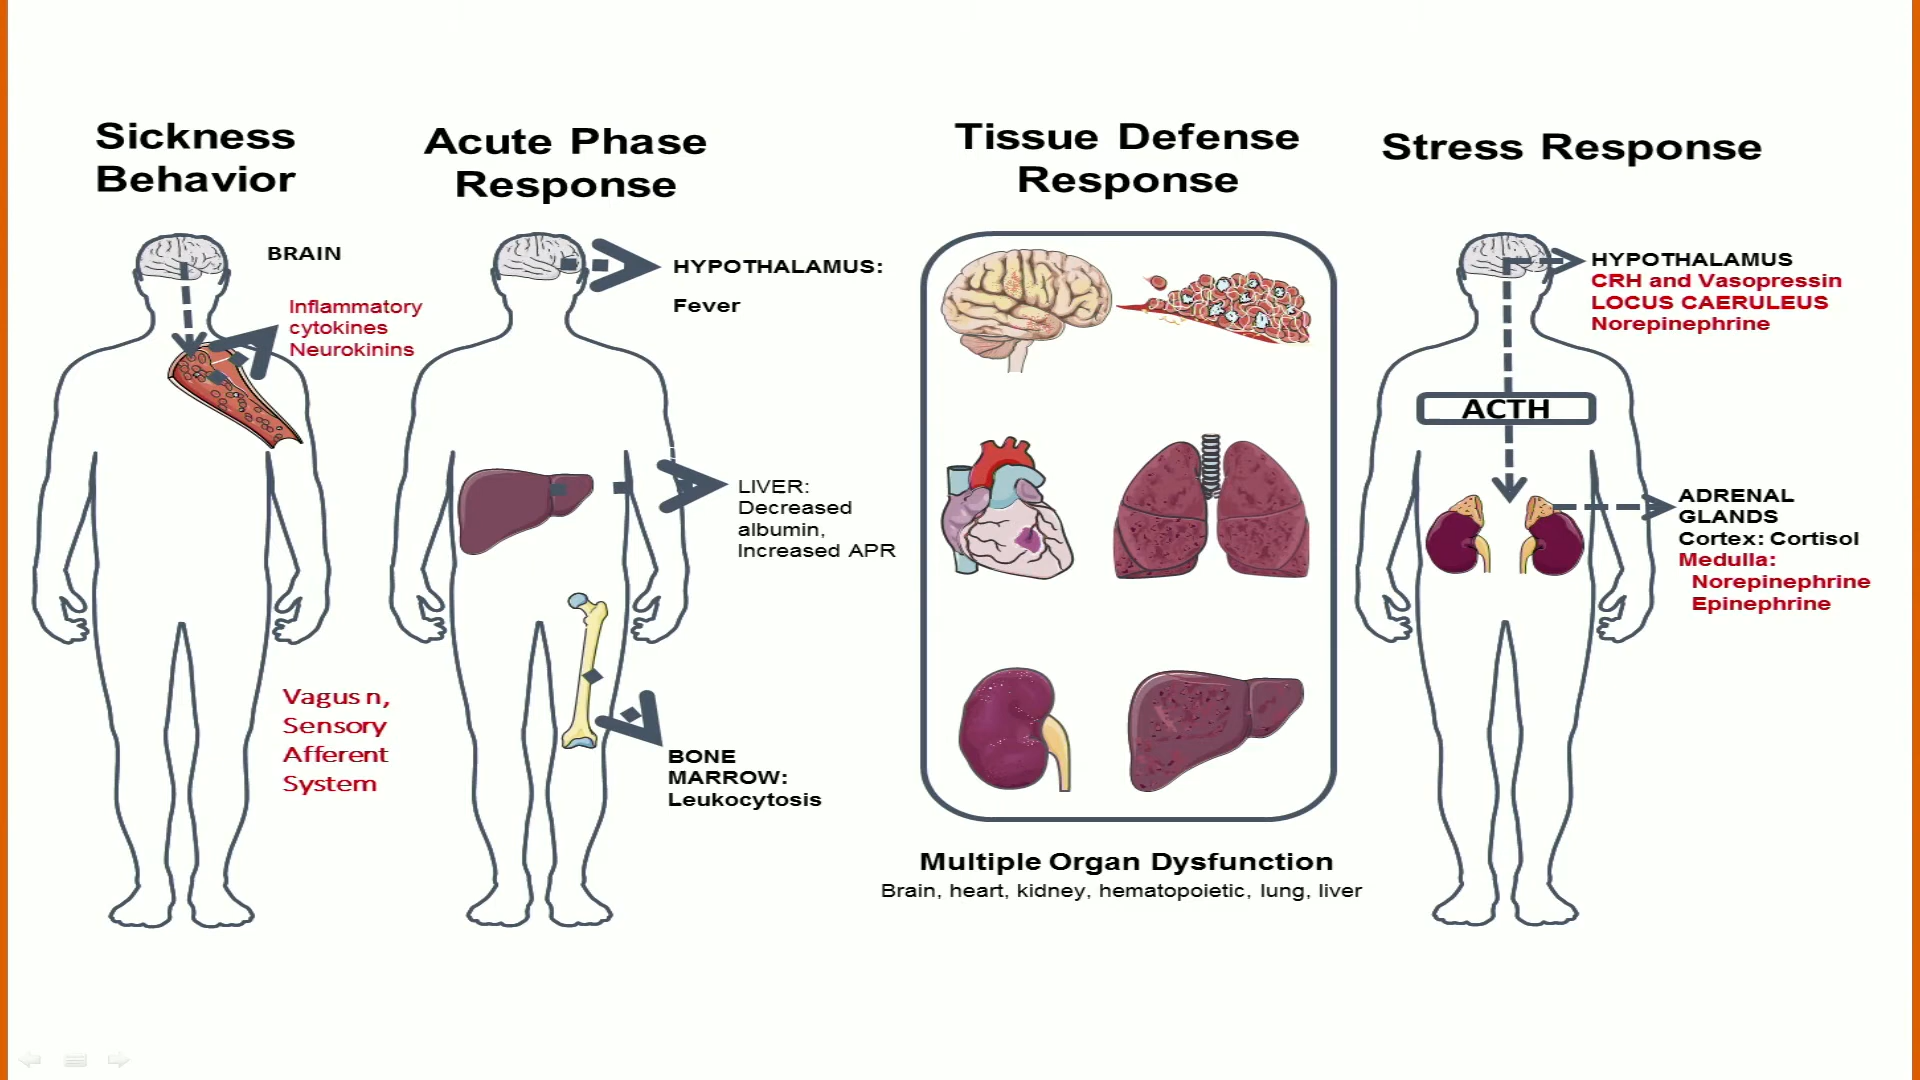 Sickness
Behavior
BRAIN
Inflammatory
cytokines
Neurokinins
Vagus n,
Sensory
Afferent
System
Acute Phase
Response
HYPOTHALAMUS:
Fever
LIVER:
Decreased
albumin,
Increased APR
BONE
MARROW:
Leukocytosis
Tissue Defense
Response
Multiple Organ Dysfunction
Brain, heart, kidney, hematopoietic, lung, liver
Stress Response
HYPOTHALAMUS
CRH and Vasopressin
LOCUS CAERULEUS
Norepinephrine
ACTH
ADRENAL
GLANDS
Cortex: Cortisol
Medulla:
Norepinephrine
Epinephrine